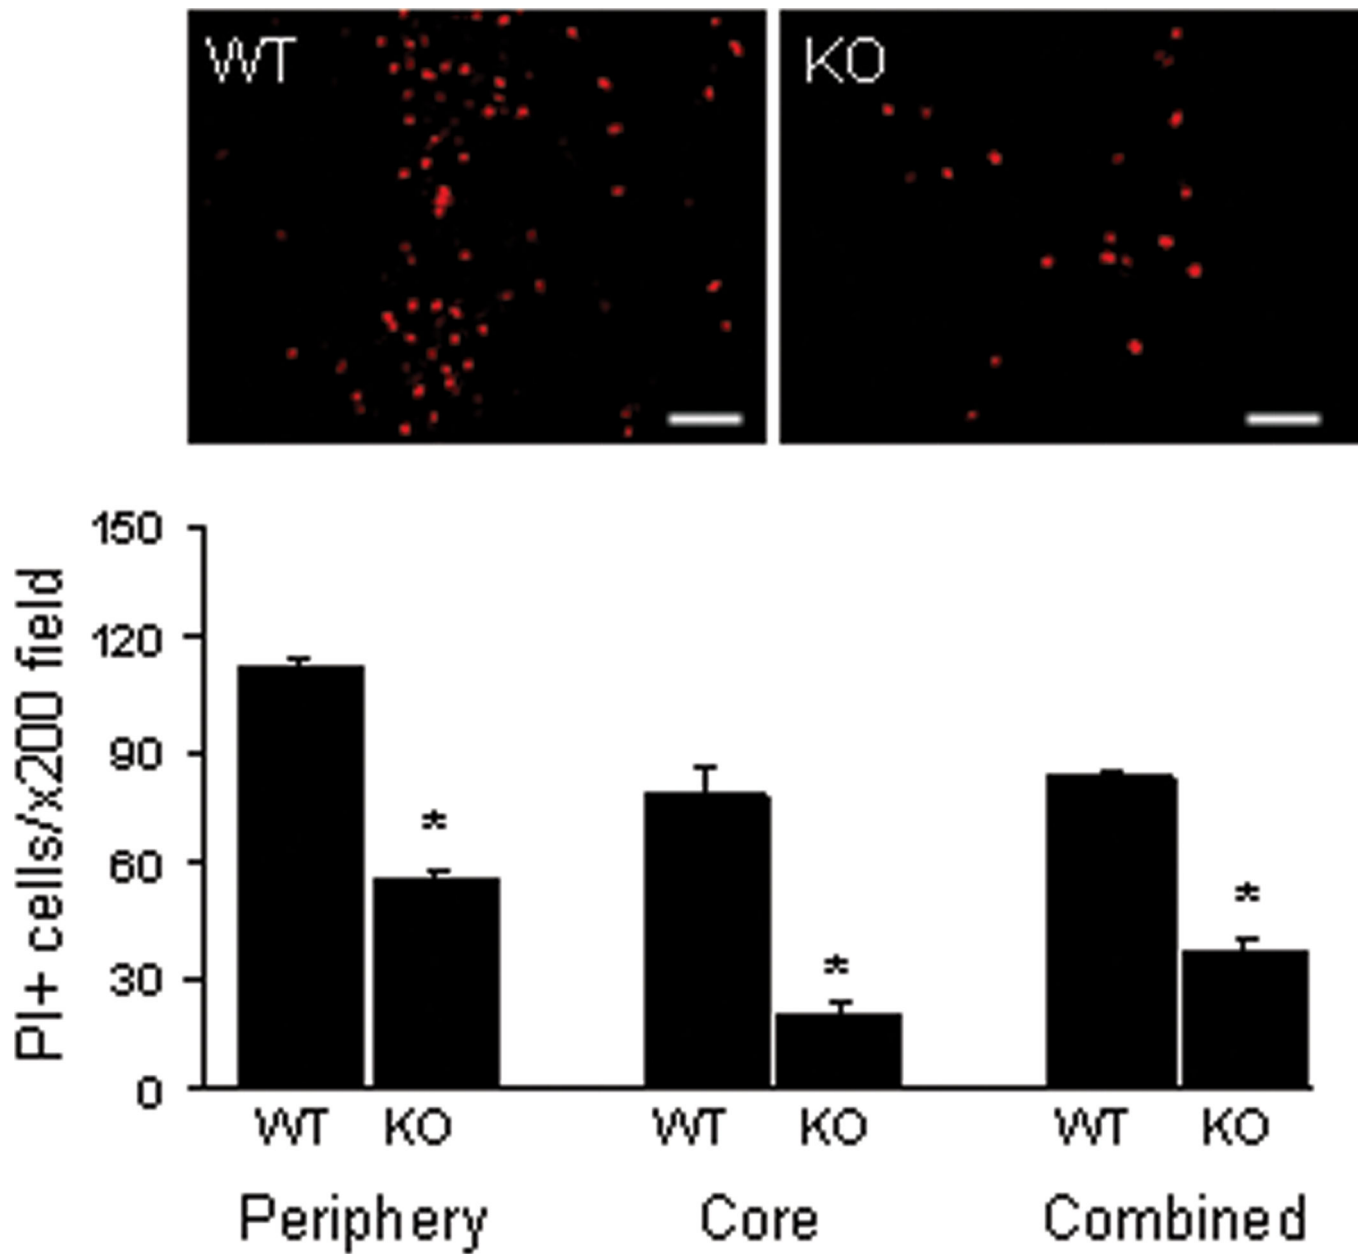 WT KO
PI+ cells/x200 field
150
120
90
60
30
0
*
*
*
WT KO WT KO WT KO
Periphery Core Combined